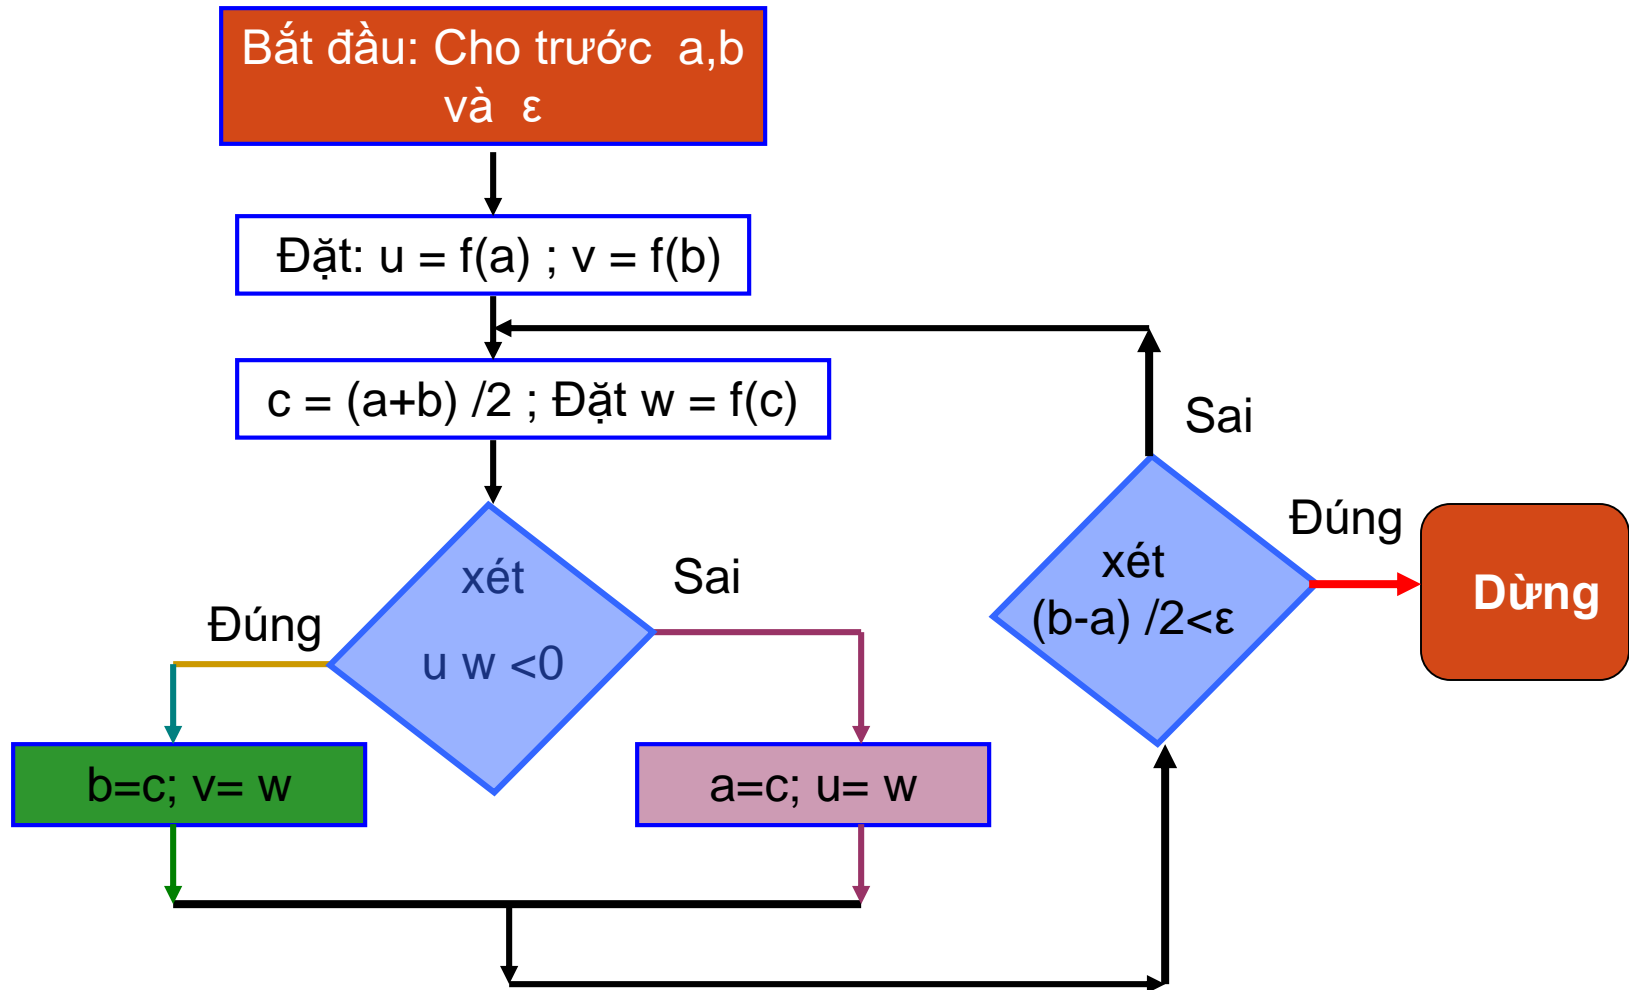 Bắt đầu: Cho trước a,b
và ε
Đặt: u = f(a) ; v = f(b)
c = (a+b) /2 ; Đặt w = f(c)
xét
u w <0
Đúng
Sai
b=c; v= w
a=c; u= w
xét
(b-a) /2<ε
Sai
Đúng
Dừng